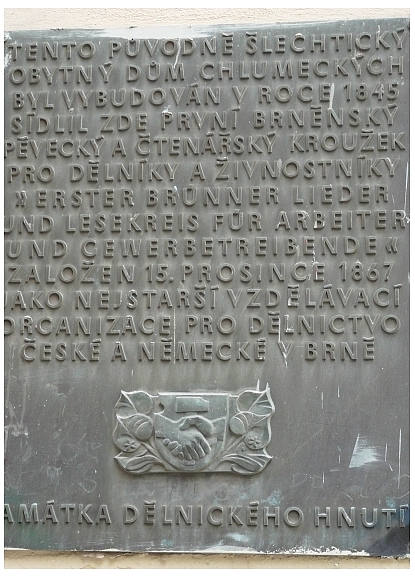 TENTO PŮVODNĚ ŠLECHTICKÝ
OBYTNÝ DŮM CHLUMECKÝCH
BYL VYBUDOVÁN V ROCE 1845
SÍDLIL ZDE PRVNÍ BRNĚNSKÝ
PĚVECKÝ A ČTENÁŘSKÝ KROUŽEK
PRO DĚLNÍKY A ŽIVNOSTNÍKY
»ERSTER BRÜNNER LIEDER
UND LESEKREIS FÜR ARBEITER
UND GEWERBETREIBENDE«
ZALOŽEN 15. PROSINCE 1867
JAKO NEJSTARŠÍ VZDĚLÁVACÍ
ORGANIZACE PRO DĚLNICTVO
ČESKÉ A NĚMECKÉ V BRNĚ
AMÁTKA DĚLNICKÉHO HNUTÍ